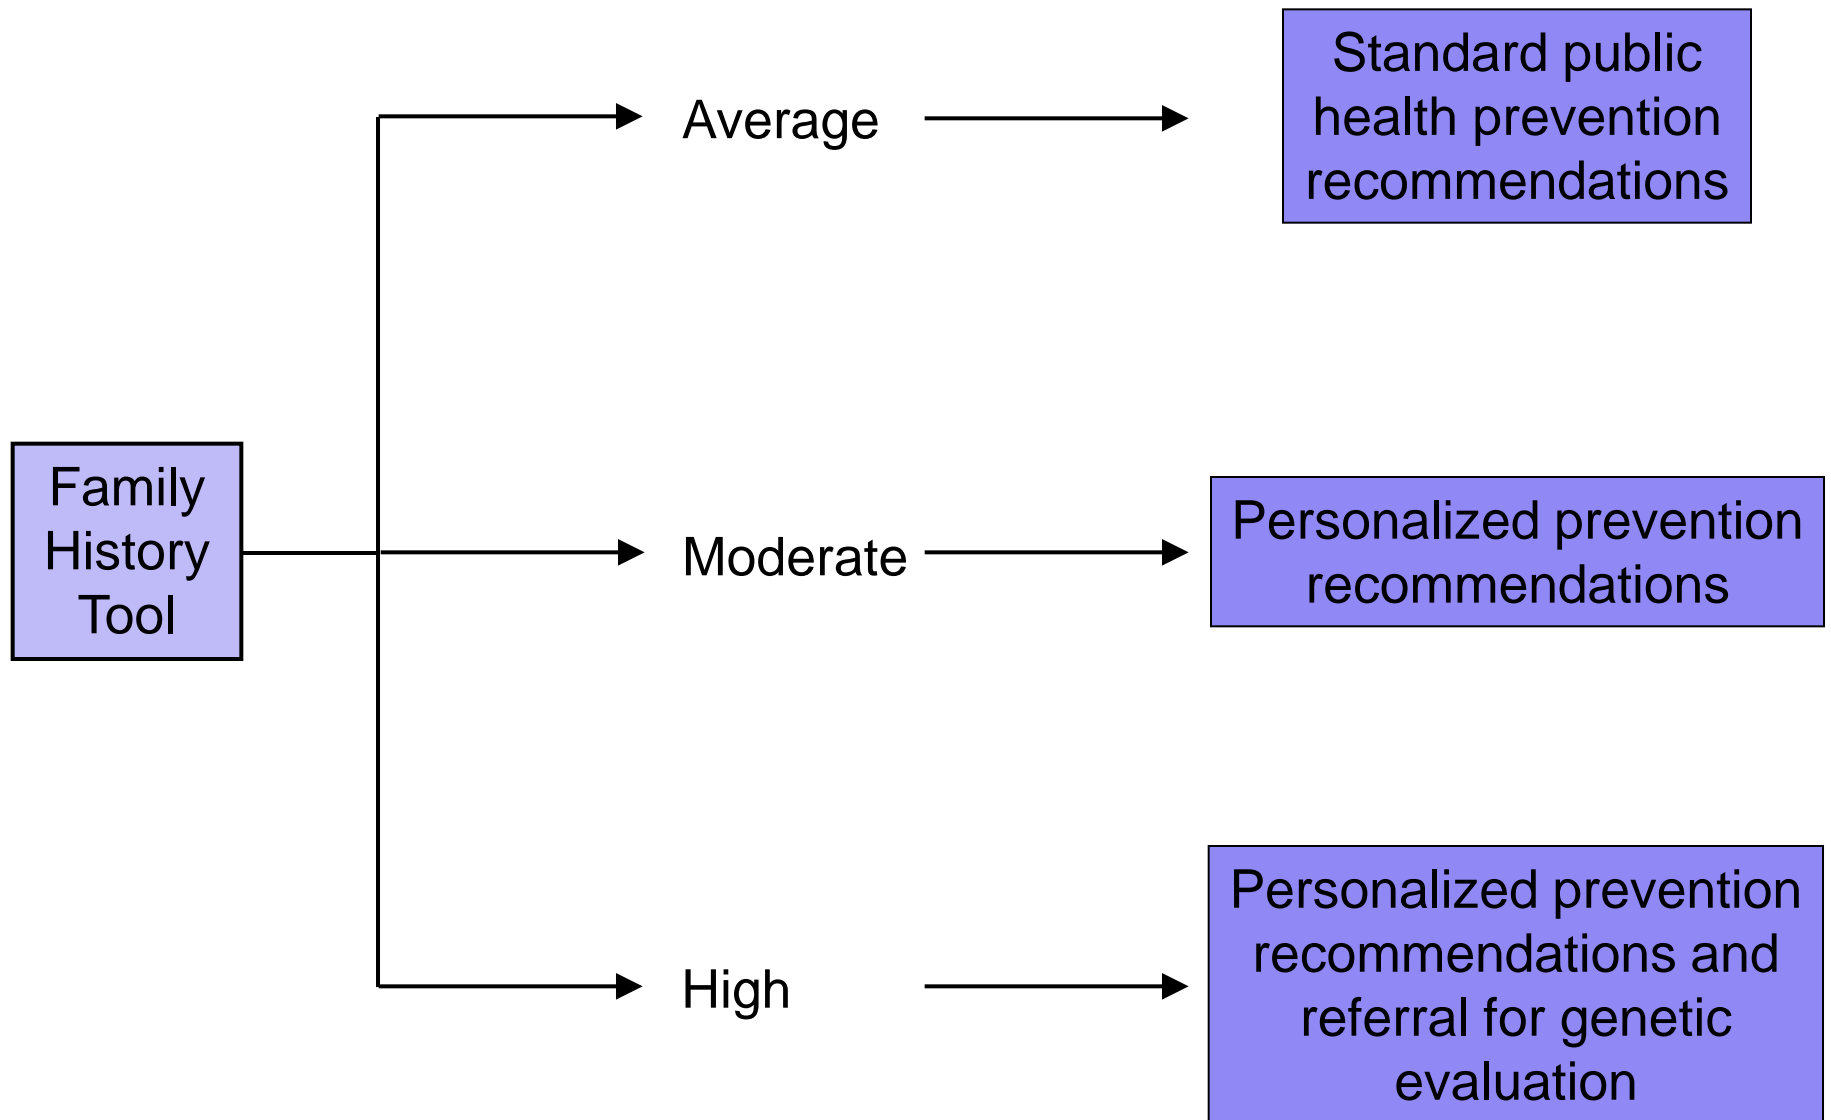 Family
History
Tool
Average
Standard public
health prevention
recommendations
Moderate
Personalized prevention
recommendations
High
Personalized prevention
recommendations and
referral for genetic
evaluation